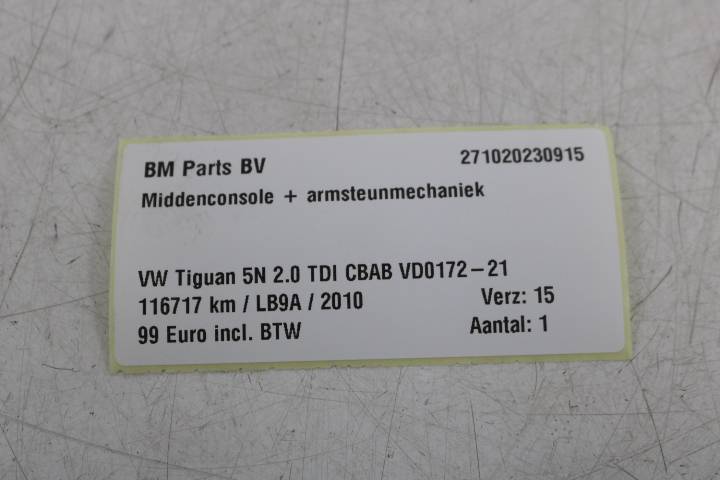 BM Parts BV 271020230915
Middenconsole + armsteunmechaniek
VW Tiguan 5N 2.0 TDI CBAB VD0172-21
116717 km / LB9A / 2010 Verz: 15
99 Euro incl. BTW Aantal: 1